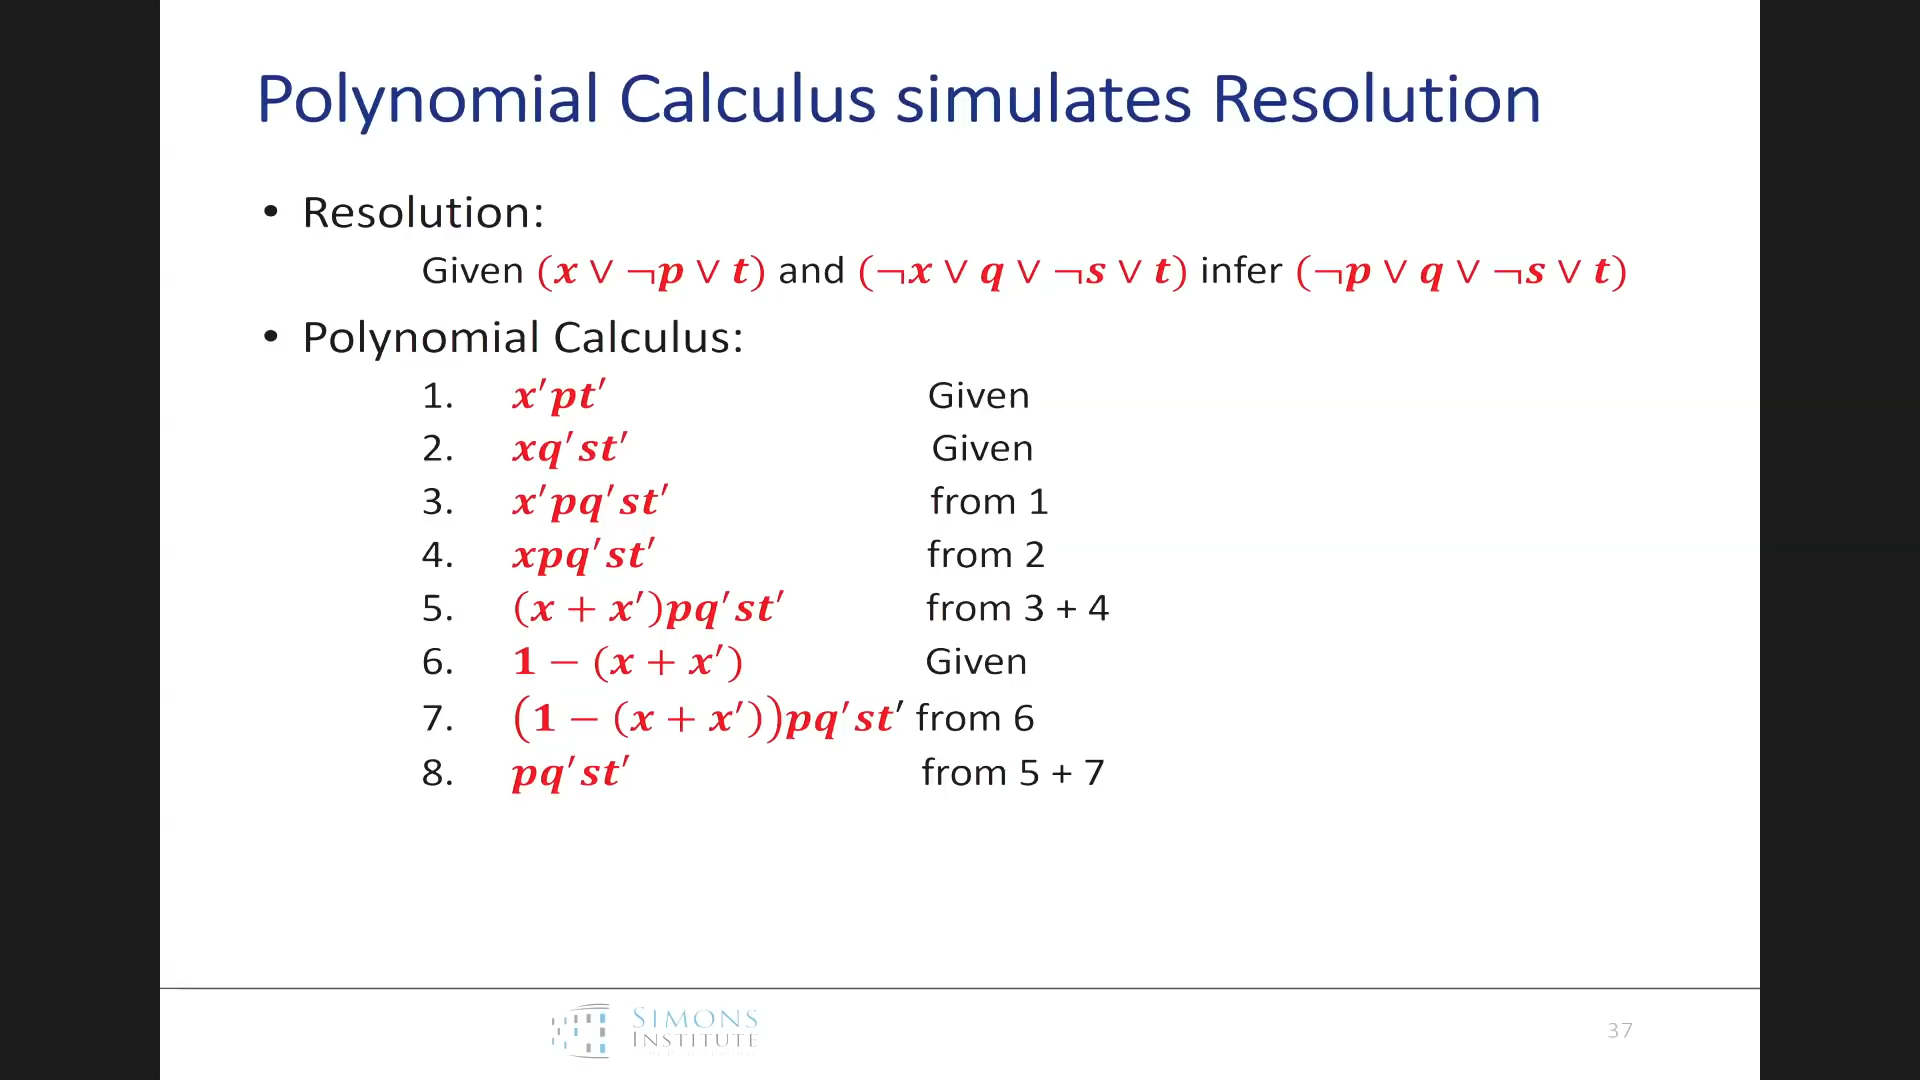 Polynomial Calculus simulates Resolution
• Resolution:
Given (x ∨ ¬p ∨ t) and (¬x ∨ q ∨ ¬s ∨ t) infer (¬p ∨ q ∨ ¬s ∨ t)
• Polynomial Calculus:
1. x′pt′ Given
2. xq′st′ Given
3. x′pq′st′ from 1
4. xpq′st′ from 2
5. (x + x′)pq′st′ from 3 + 4
6. 1 − (x + x′) Given
7. (1 − (x + x′))pq′st′ from 6
8. pq′st′ from 5 + 7
SIMONS
INSTITUTE
37